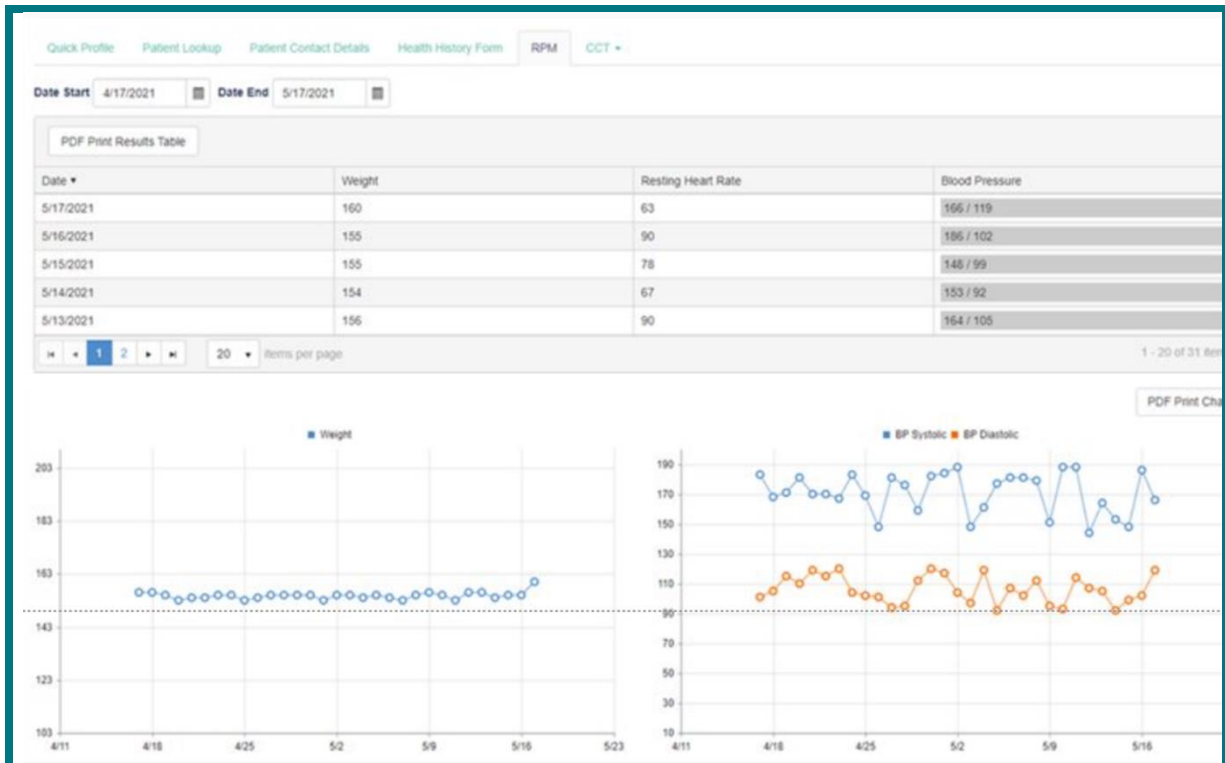 Quick Profile Patient Lookup Patient Contact Details Health History Form RPM CCT
Date Start 4/17/2021 Date End 5/17/2021
PDF Print Results Table
Date Weight Resting Heart Rate Blood Pressure
5/17/2021 160 63 166 / 119
5/16/2021 155 90 186 / 102
5/15/2021 155 78 148 / 99
5/14/2021 154 67 153 / 92
5/13/2021 156 90 164 / 105
1 2 20 items per page 1 - 20 of 31
PDF Print
Weight
203
183
163
143
123
103
4/11 4/18 4/25 5/2 5/9 5/16 5/23
BP Systolic BP Diastolic
190
170
150
130
110
90
70
50
30
10
4/11 4/18 4/25 5/2 5/9 5/16